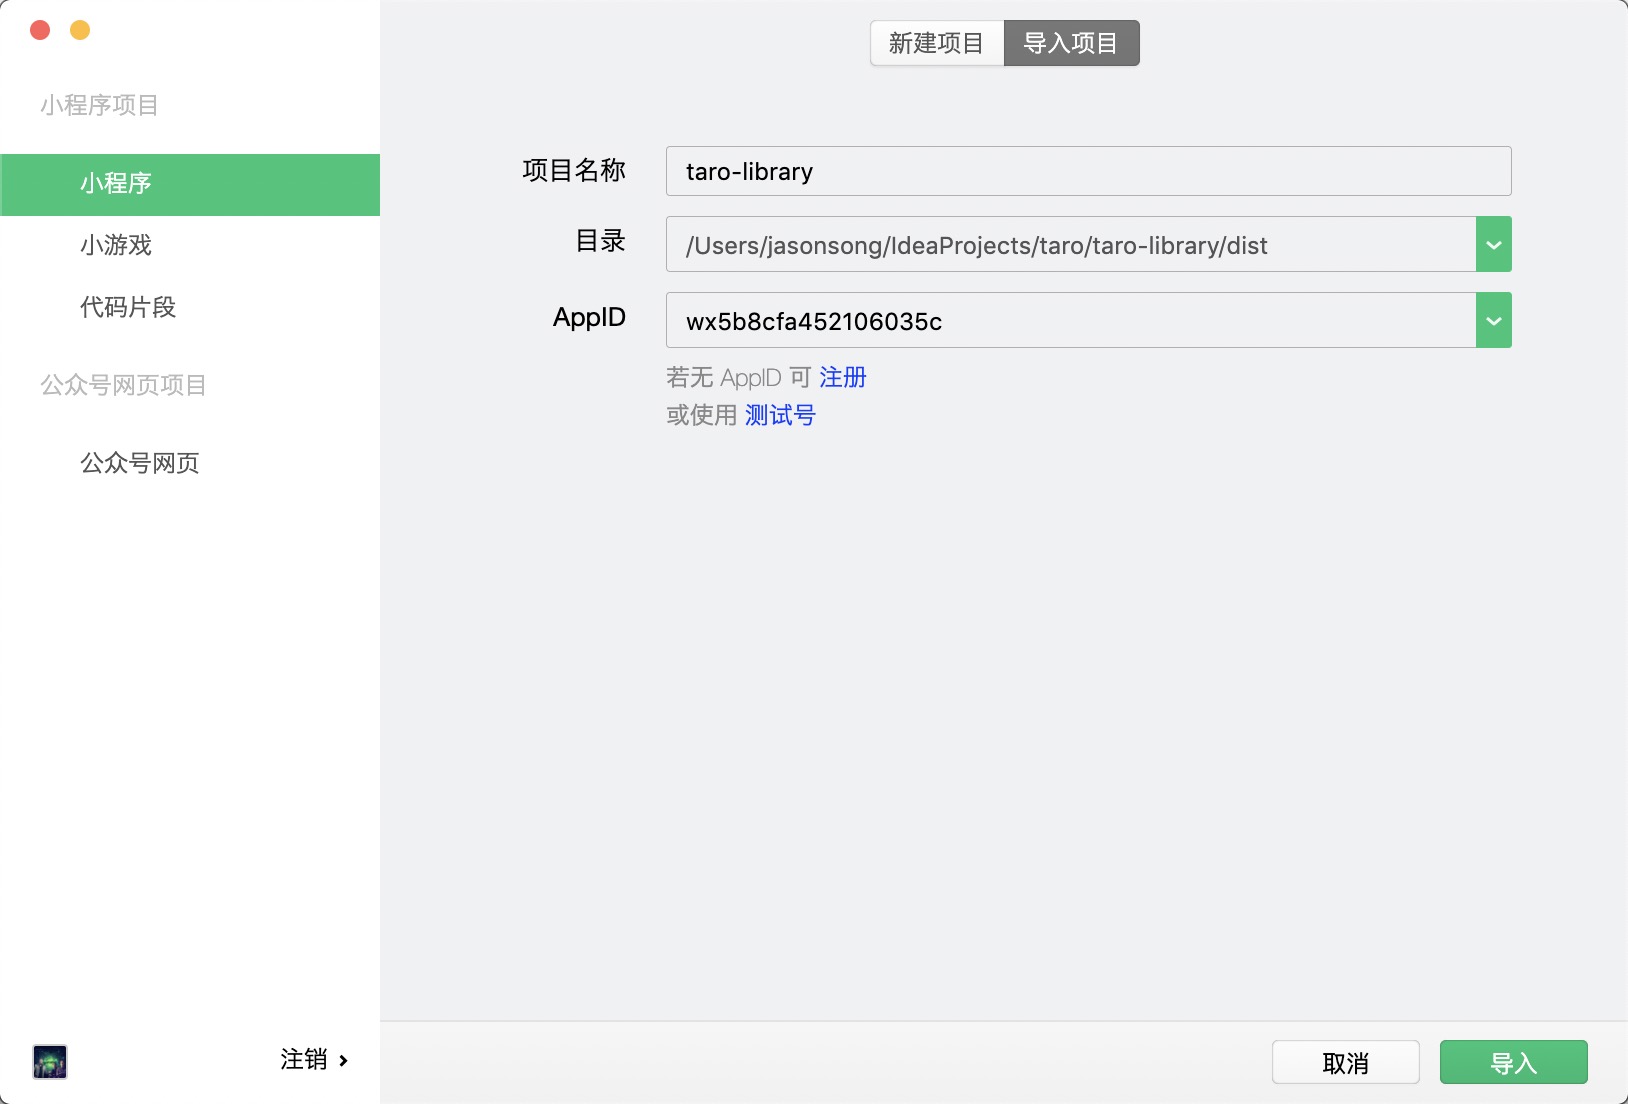 小程序项目
小程序
小游戏
代码片段
公众号网页项目
公众号网页
注销
新建项目
导入项目
项目名称
taro-library
目录
/Users/jasonsong/IdeaProjects/taro/taro-library/dist
AppID
wx5b8cfa452106035c
若无 AppID 可 注册
或使用 测试号
取消
导入